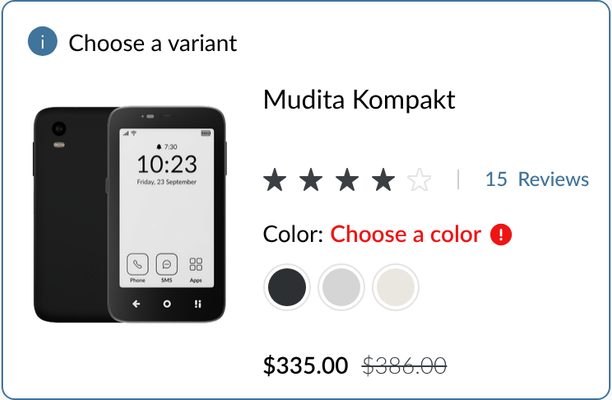 Choose a variant
Mudita Kompakt
7:30
10:23
Friday, 23 September
Phone SMS Apps
15 Reviews
Color: Choose a color
$335.00 $386.00